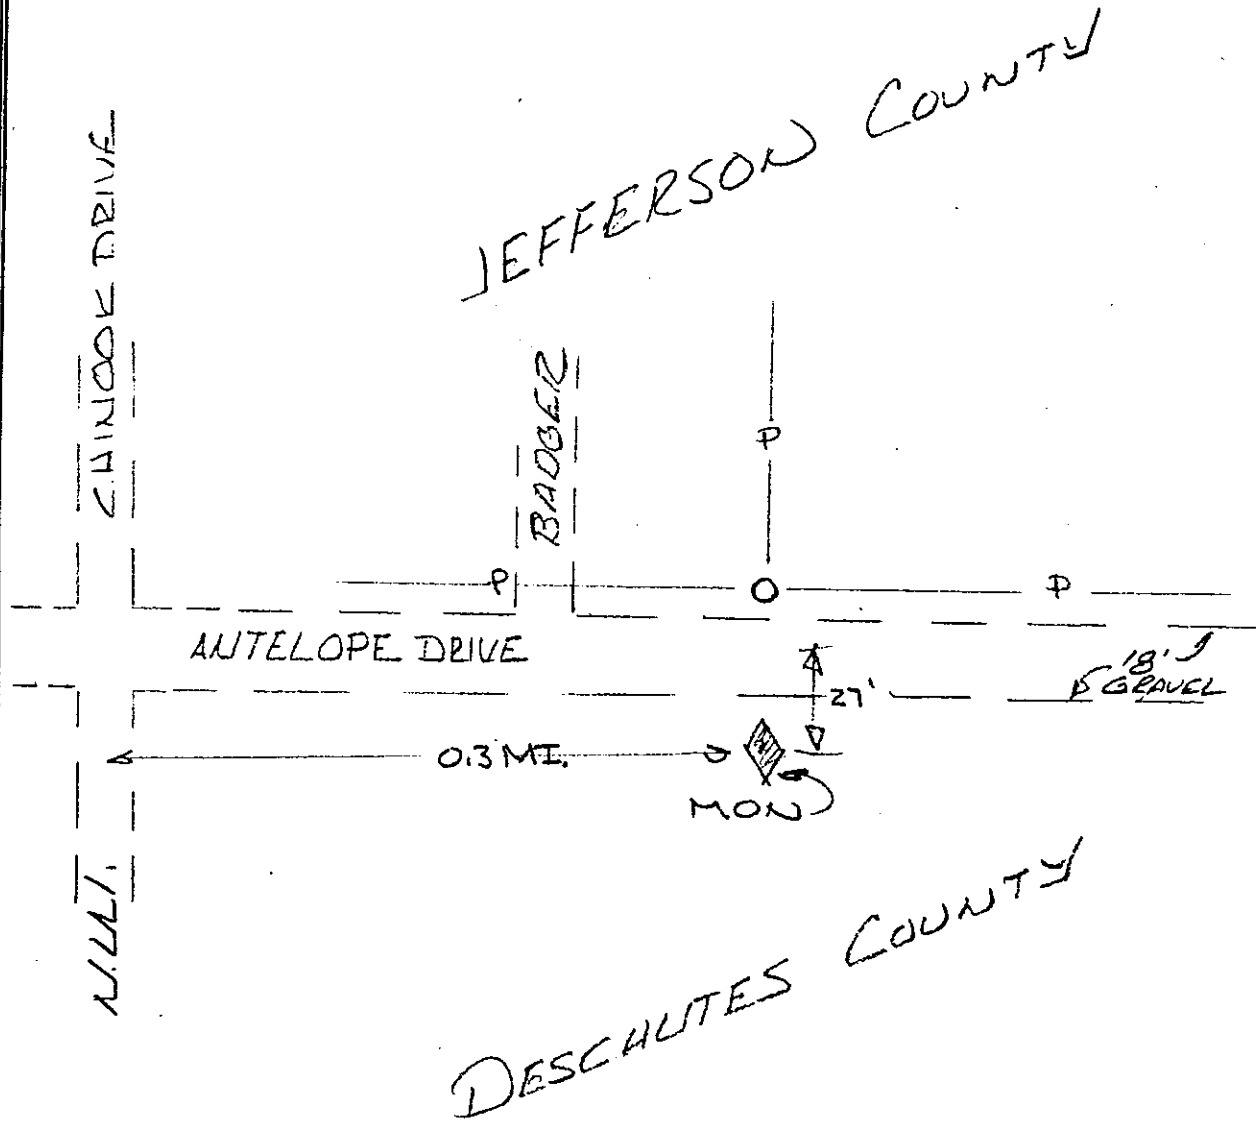 JEFFERSON COUNTY
CHINOOK DRIVE
BADGER
P
P
P
ANTELOPE DRIVE
27'
18'
GRAVEL
0.3 MI.
MON
DESCHUTES COUNTY